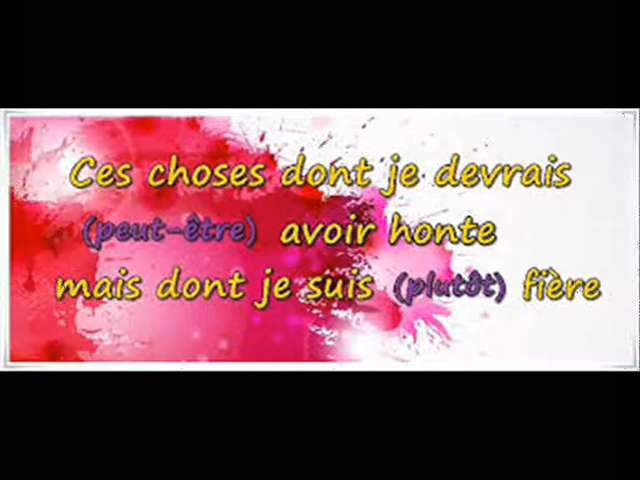 Ces choses dont je devrais
(peut-être) avoir honte
mais dont je suis (plutôt) fière